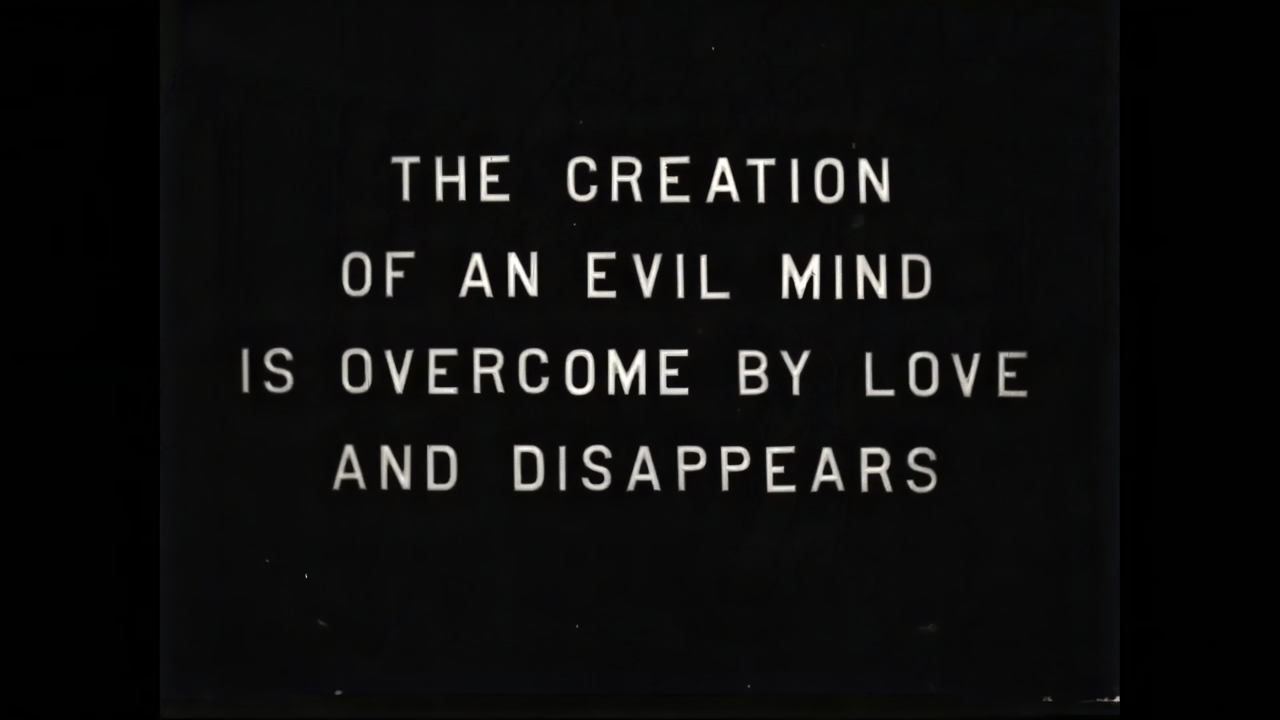 THE CREATION
OF AN EVIL MIND
IS OVERCOME BY LOVE
AND DISAPPEARS